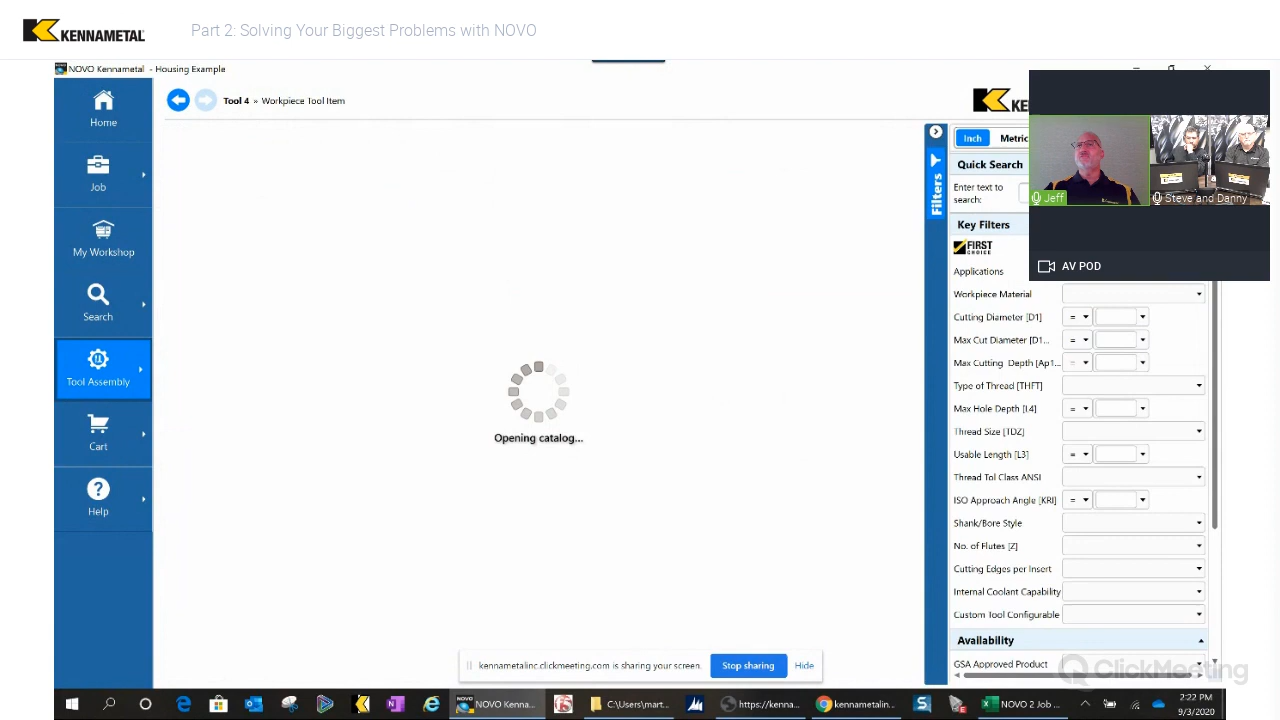 KENNAMETAL
Part 2: Solving Your Biggest Problems with NOVO
NOVO Kennametal - Housing Example
Home
Job
My Workshop
Search
Tool Assembly
Cart
Help
Tool 4 » Workpiece Tool Item
KE
Opening catalog...
Filters
Inch Metric
Quick Search
Enter text to
search:
Key Filters
FIRST
CHOICE
Applications
Workpiece Material
Cutting Diameter [D1] =
Max Cut Diameter [D1... =
Max Cutting Depth [Ap1... =
Type of Thread [THFT]
Max Hole Depth [L4] =
Thread Size [TDZ]
Usable Length [L3] =
Thread Tol Class ANSI
ISO Approach Angle [KRI] =
Shank/Bore Style
No. of Flutes [Z]
Cutting Edges per Insert
Internal Coolant Capability
Custom Tool Configurable
Availability
GSA Approved Product
Jeff
Steve and Danny
AV POD
kennametalinc.clickmeeting.com is sharing your screen. Stop sharing Hide
ClickMeeting
NOVO Kenna...
C:\Users\mart...
https://kenna...
kennametalin...
NOVO 2 Job ...
2:22 PM
9/3/2020